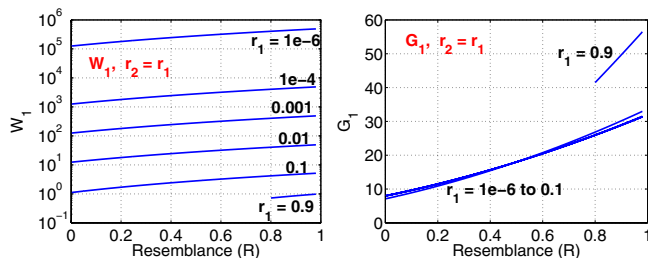 10^6
10^5
10^4
10^3
10^2
10^1
10^0
10^-1
W_1
W_1, r_2 = r_1
r_1 = 1e-6
1e-4
0.001
0.01
0.1
r_1 = 0.9
0 0.2 0.4 0.6 0.8 1
Resemblance (R)
60
50
40
30
20
10
0
G_1
G_1, r_2 = r_1
r_1 = 0.9
r_1 = 1e-6 to 0.1
0 0.2 0.4 0.6 0.8 1
Resemblance (R)